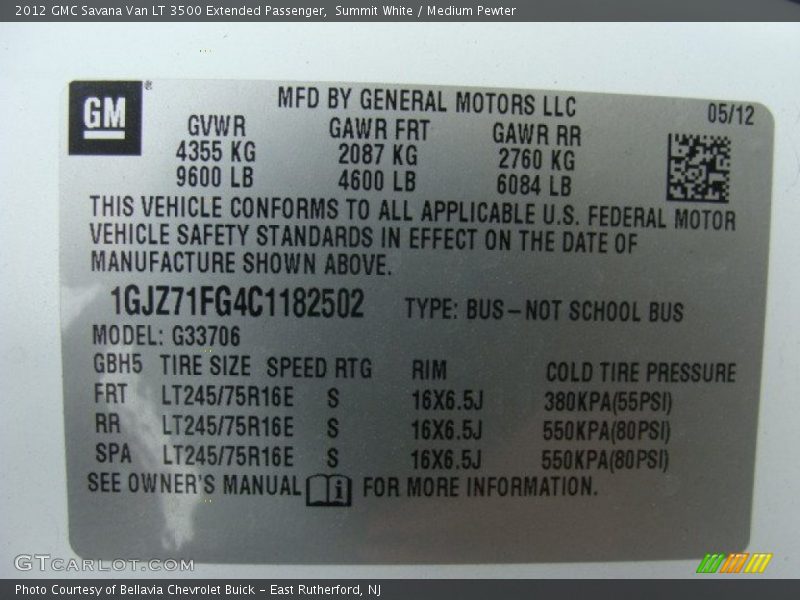 2012 GMC Savana Van LT 3500 Extended Passenger,  Summit White / Medium Pewter
GM®
MFD BY GENERAL MOTORS LLC
05/12
GVWR GAWR FRT GAWR RR
4355 KG 2087 KG 2760 KG
9600 LB 4600 LB 6084 LB
THIS VEHICLE CONFORMS TO ALL APPLICABLE U.S. FEDERAL MOTOR
VEHICLE SAFETY STANDARDS IN EFFECT ON THE DATE OF
MANUFACTURE SHOWN ABOVE.
1GJZ71FG4C1182502 TYPE: BUS-NOT SCHOOL BUS
MODEL: G33706
GBH5 TIRE SIZE SPEED RTG RIM COLD TIRE PRESSURE
FRT LT245/75R16E S 16X6.5J 380KPA(55PSI)
RR LT245/75R16E S 16X6.5J 550KPA(80PSI)
SPA LT245/75R16E S 16X6.5J 550KPA(80PSI)
SEE OWNER'S MANUAL i FOR MORE INFORMATION.
GTCARLOT.COM
Photo Courtesy of Bellavia Chevrolet Buick - East Rutherford, NJ